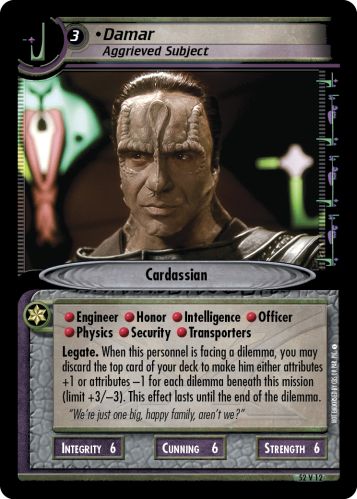 3
•Damar
Aggrieved Subject
Cardassian
•Engineer •Honor •Intelligence •Officer
•Physics •Security •Transporters
Legate. When this personnel is facing a dilemma, you may
discard the top card of your deck to make him either attributes
+1 or attributes –1 for each dilemma beneath this mission
(limit +3/–3). This effect lasts until the end of the dilemma.
"We're just one big, happy family, aren't we?"
INTEGRITY 6
CUNNING 6
STRENGTH 6
52 V 12